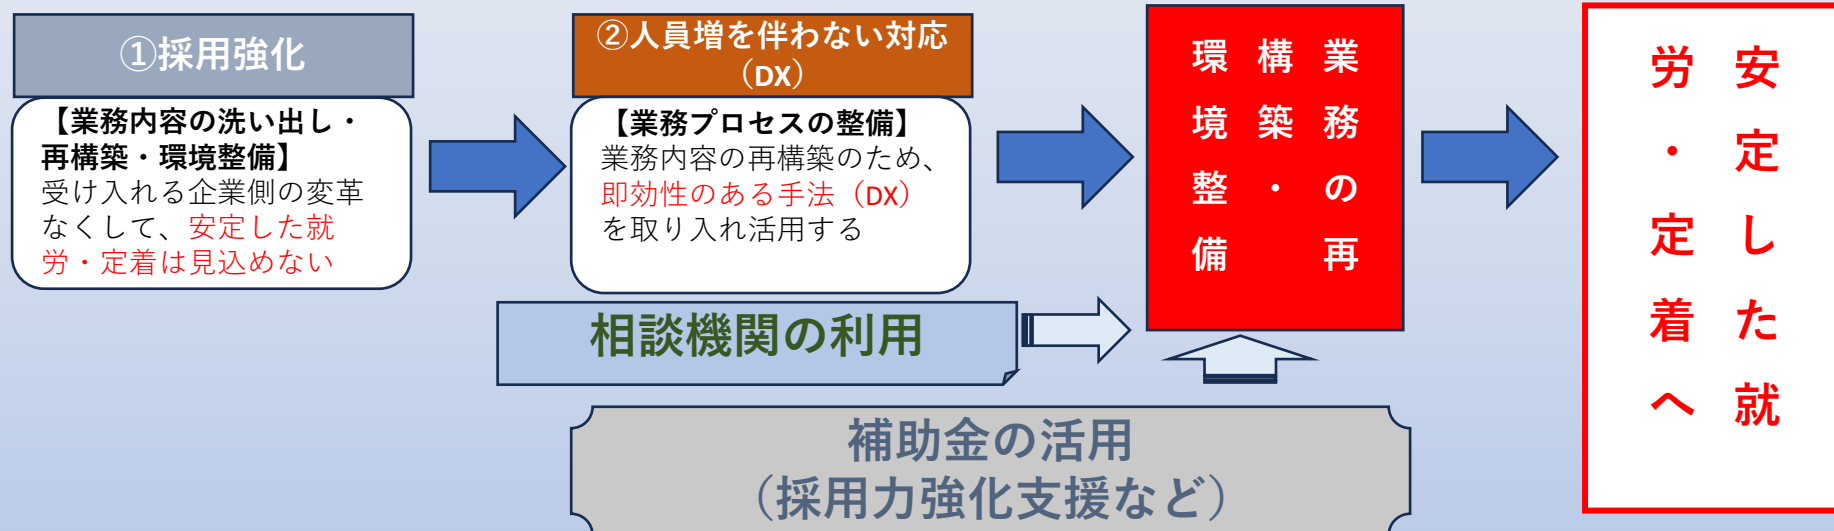 ①採用強化
【業務内容の洗い出し・
再構築・環境整備】
受け入れる企業側の変革
なくして、安定した就
労・定着は見込めない
②人員増を伴わない対応
（DX）
【業務プロセスの整備】
業務内容の再構築のため、
即効性のある手法（DX）
を取り入れ活用する
相談機関の利用
補助金の活用
（採用力強化支援など）
業務の再
構築・
環境整備
安定した就
労・定着へ